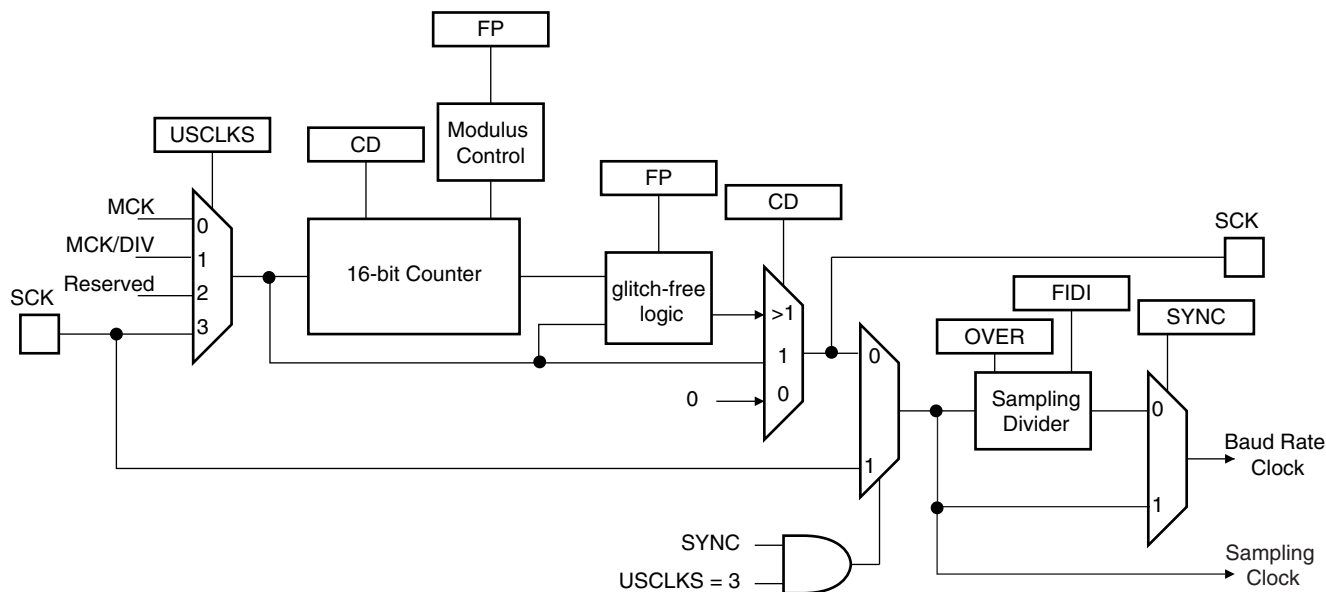 FP
USCLKS
CD
Modulus
Control
FP
CD
MCK
0
MCK/DIV
1
Reserved
2
SCK
3
16-bit Counter
glitch-free
logic
>1
1
0
0
SCK
FIDI
OVER
SYNC
0
Sampling
Divider
0
1
1
Baud Rate
Clock
SYNC
USCLKS = 3
Sampling
Clock